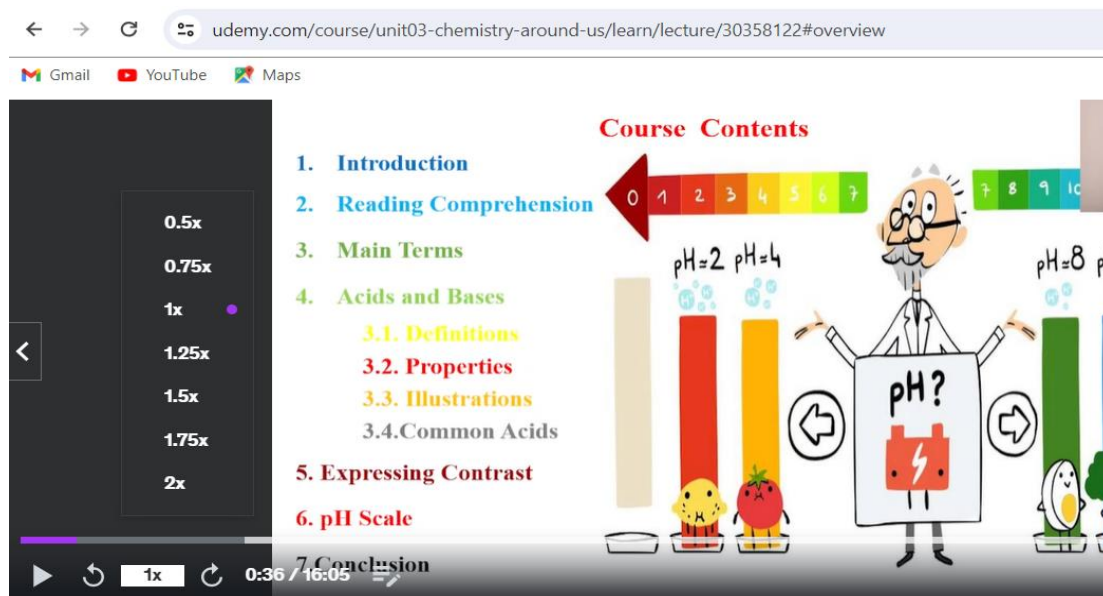 udemy.com/course/unit03-chemistry-around-us/learn/lecture/30358122#overview
Gmail YouTube Maps
Course Contents
1. Introduction
2. Reading Comprehension
3. Main Terms
4. Acids and Bases
3.1. Definitions
3.2. Properties
3.3. Illustrations
3.4.Common Acids
5. Expressing Contrast
6. pH Scale
7.Conclusion
0 1 2 3 4 5 6 7
7 8 9 10
pH=2 pH=4
pH=8
pH?
0.5x
0.75x
1x
1.25x
1.5x
1.75x
2x
1x 0:36 / 16:05